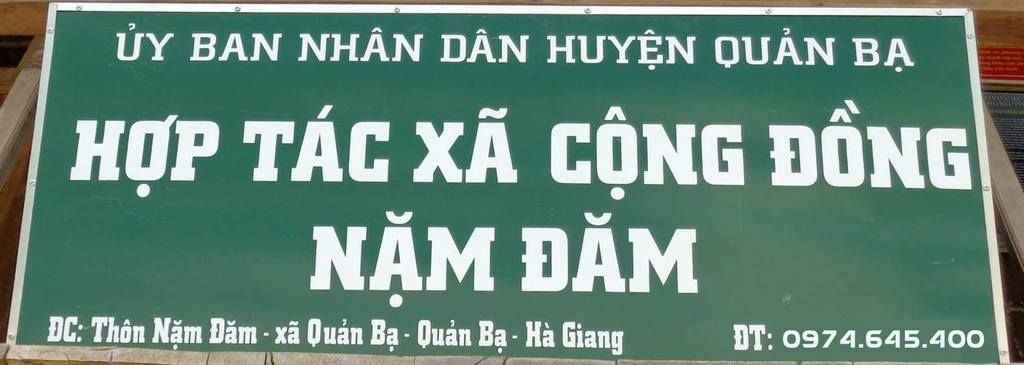 ỦY BAN NHÂN DÂN HUYỆN QUẢN BẠ
HỢP TÁC XÃ CỘNG ĐỒNG
NẶM ĐĂM
ĐC: Thôn Nặm Đăm - xã Quản Bạ - Quản Bạ - Hà Giang ĐT: 0974.645.400